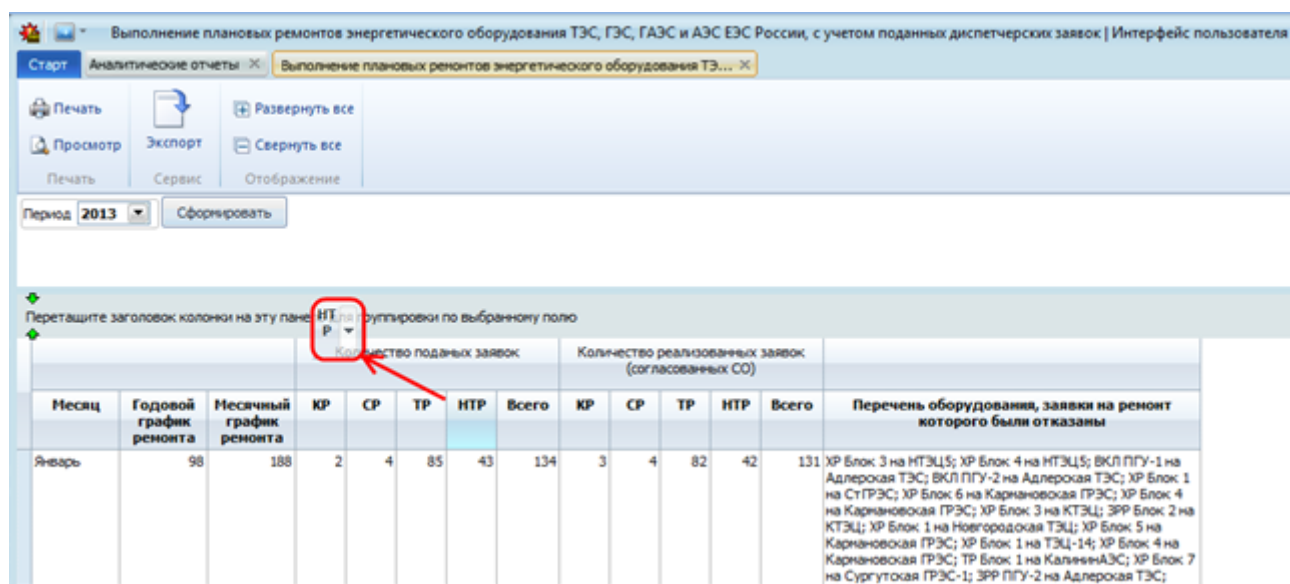 Выполнение плановых ремонтов энергетического оборудования ТЭС, ГЭС, ГАЭС и АЭС ЕЭС России, с учетом поданных диспетчерских заявок | Интерфейс пользователя
Старт Аналитические отчеты Выполнение плановых ремонтов энергетического оборудования ТЭ...
Печать Развернуть все
Просмотр Экспорт Свернуть все
Печать Сервис Отображение
Период 2013 Сформировать
Перетащите заголовок колонки на эту пане НТ группировки по выбранному полю
Р
Количество поданых заявок Количество реализованных заявок
(согласованных СО)
Месяц Годовой Месячный КР СР ТР НТР Всего КР СР ТР НТР Всего Перечень оборудования, заявки на ремонт
график график которого были отказаны
ремонта ремонта
Январь 98 188 2 4 85 43 134 3 4 82 42 131 ХР Блок 3 на НТЭЦ5; ХР Блок 4 на НТЭЦ5; ВКЛ ПГУ-1 на
Адлерская ТЭС; ВКЛ ПГУ-2 на Адлерская ТЭС; ХР Блок 1
на СтГРЭС; ХР Блок 6 на Кармановская ГРЭС; ХР Блок 4
на Кармановская ГРЭС; ХР Блок 3 на КТЭЦ; ЗРР Блок 2 на
КТЭЦ; ХР Блок 1 на Новгородская ТЭЦ; ХР Блок 5 на
Кармановская ГРЭС; ХР Блок 1 на ТЭЦ-14; ХР Блок 4 на
Кармановская ГРЭС; ТР Блок 1 на КалининАЭС; ХР Блок 7
на Сургутская ГРЭС-1; ЗРР ПГУ-2 на Адлерская ТЭС;